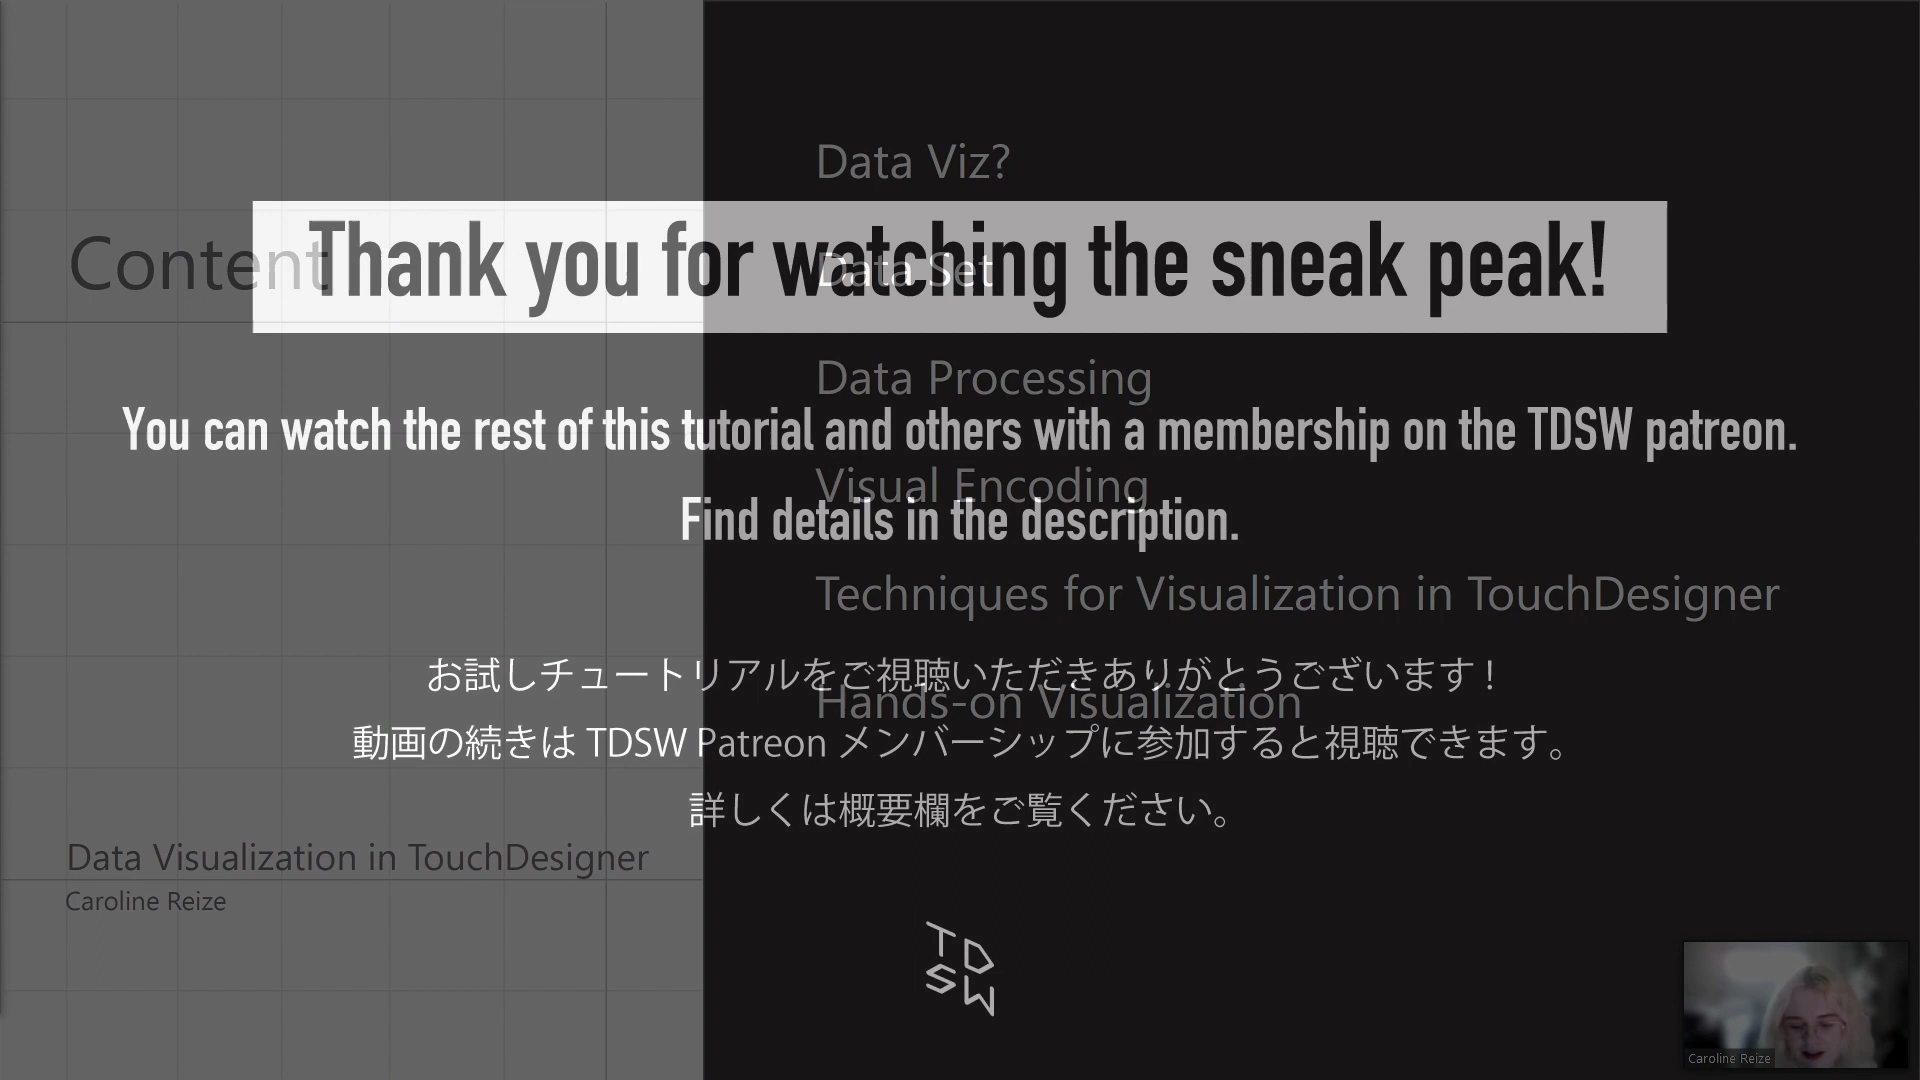 Data Viz?
Content
Thank you for watching the sneak peak!
Data Set
Data Processing
You can watch the rest of this tutorial and others with a membership on the TDSW patreon.
Visual Encoding
Find details in the description.
Techniques for Visualization in TouchDesigner
お試しチュートリアルをご視聴いただきありがとうございます!
Hands-on Visualization
動画の続きは TDSW Patreon メンバーシップに参加すると視聴できます。
詳しくは概要欄をご覧ください。
Data Visualization in TouchDesigner
Caroline Reize
TD
SW
Caroline Reize